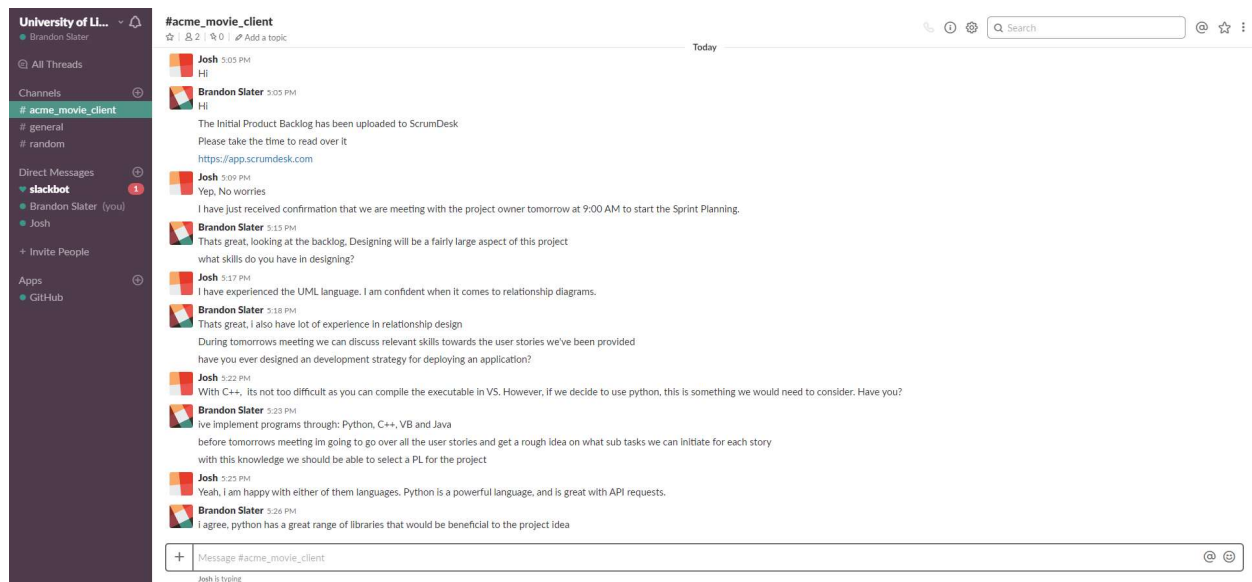 University of Li...
Brandon Slater
All Threads
Channels
# acme_movie_client
# general
# random
Direct Messages
slackbot 1
Brandon Slater (you)
Josh
+ Invite People
Apps
GitHub
#acme_movie_client
2 | 0 | Add a topic
Search
Today
Josh 5:05 PM
Hi
Brandon Slater 5:05 PM
Hi
The Initial Product Backlog has been uploaded to ScrumDesk
Please take the time to read over it
https://app.scrumdesk.com
Josh 5:09 PM
Yep, No worries
I have just received confirmation that we are meeting with the project owner tomorrow at 9:00 AM to start the Sprint Planning.
Brandon Slater 5:15 PM
Thats great, looking at the backlog, Designing will be a fairly large aspect of this project
what skills do you have in designing?
Josh 5:17 PM
I have experienced the UML language. I am confident when it comes to relationship diagrams.
Brandon Slater 5:18 PM
Thats great, i also have lot of experience in relationship design
During tomorrows meeting we can discuss relevant skills towards the user stories we've been provided
have you ever designed an development strategy for deploying an application?
Josh 5:22 PM
With C++, its not too difficult as you can compile the executable in VS. However, if we decide to use python, this is something we would need to consider. Have you?
Brandon Slater 5:23 PM
ive implement programs through: Python, C++, VB and Java
before tomorrows meeting im going to go over all the user stories and get a rough idea on what sub tasks we can initiate for each story
with this knowledge we should be able to select a PL for the project
Josh 5:25 PM
Yeah, i am happy with either of them languages. Python is a powerful language, and is great with API requests.
Brandon Slater 5:26 PM
i agree, python has a great range of libraries that would be beneficial to the project idea
Message #acme_movie_client
Josh is typing